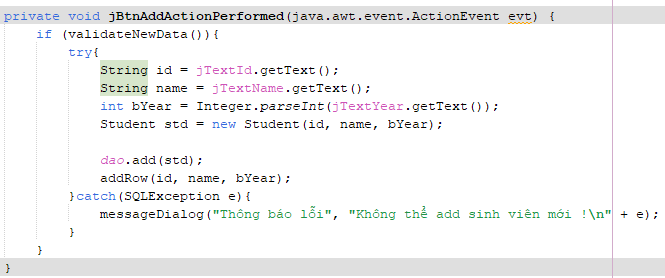 private void jBtnAddActionPerformed(java.awt.event.ActionEvent evt) {
if (validateNewData()){
try{
String id = jTextId.getText();
String name = jTextName.getText();
int bYear = Integer.parseInt(jTextYear.getText());
Student std = new Student(id, name, bYear);
dao.add(std);
addRow(id, name, bYear);
}catch(SQLException e){
messageDialog("Thông báo lỗi", "Không thể add sinh viên mới !\n" + e);
}
}
}